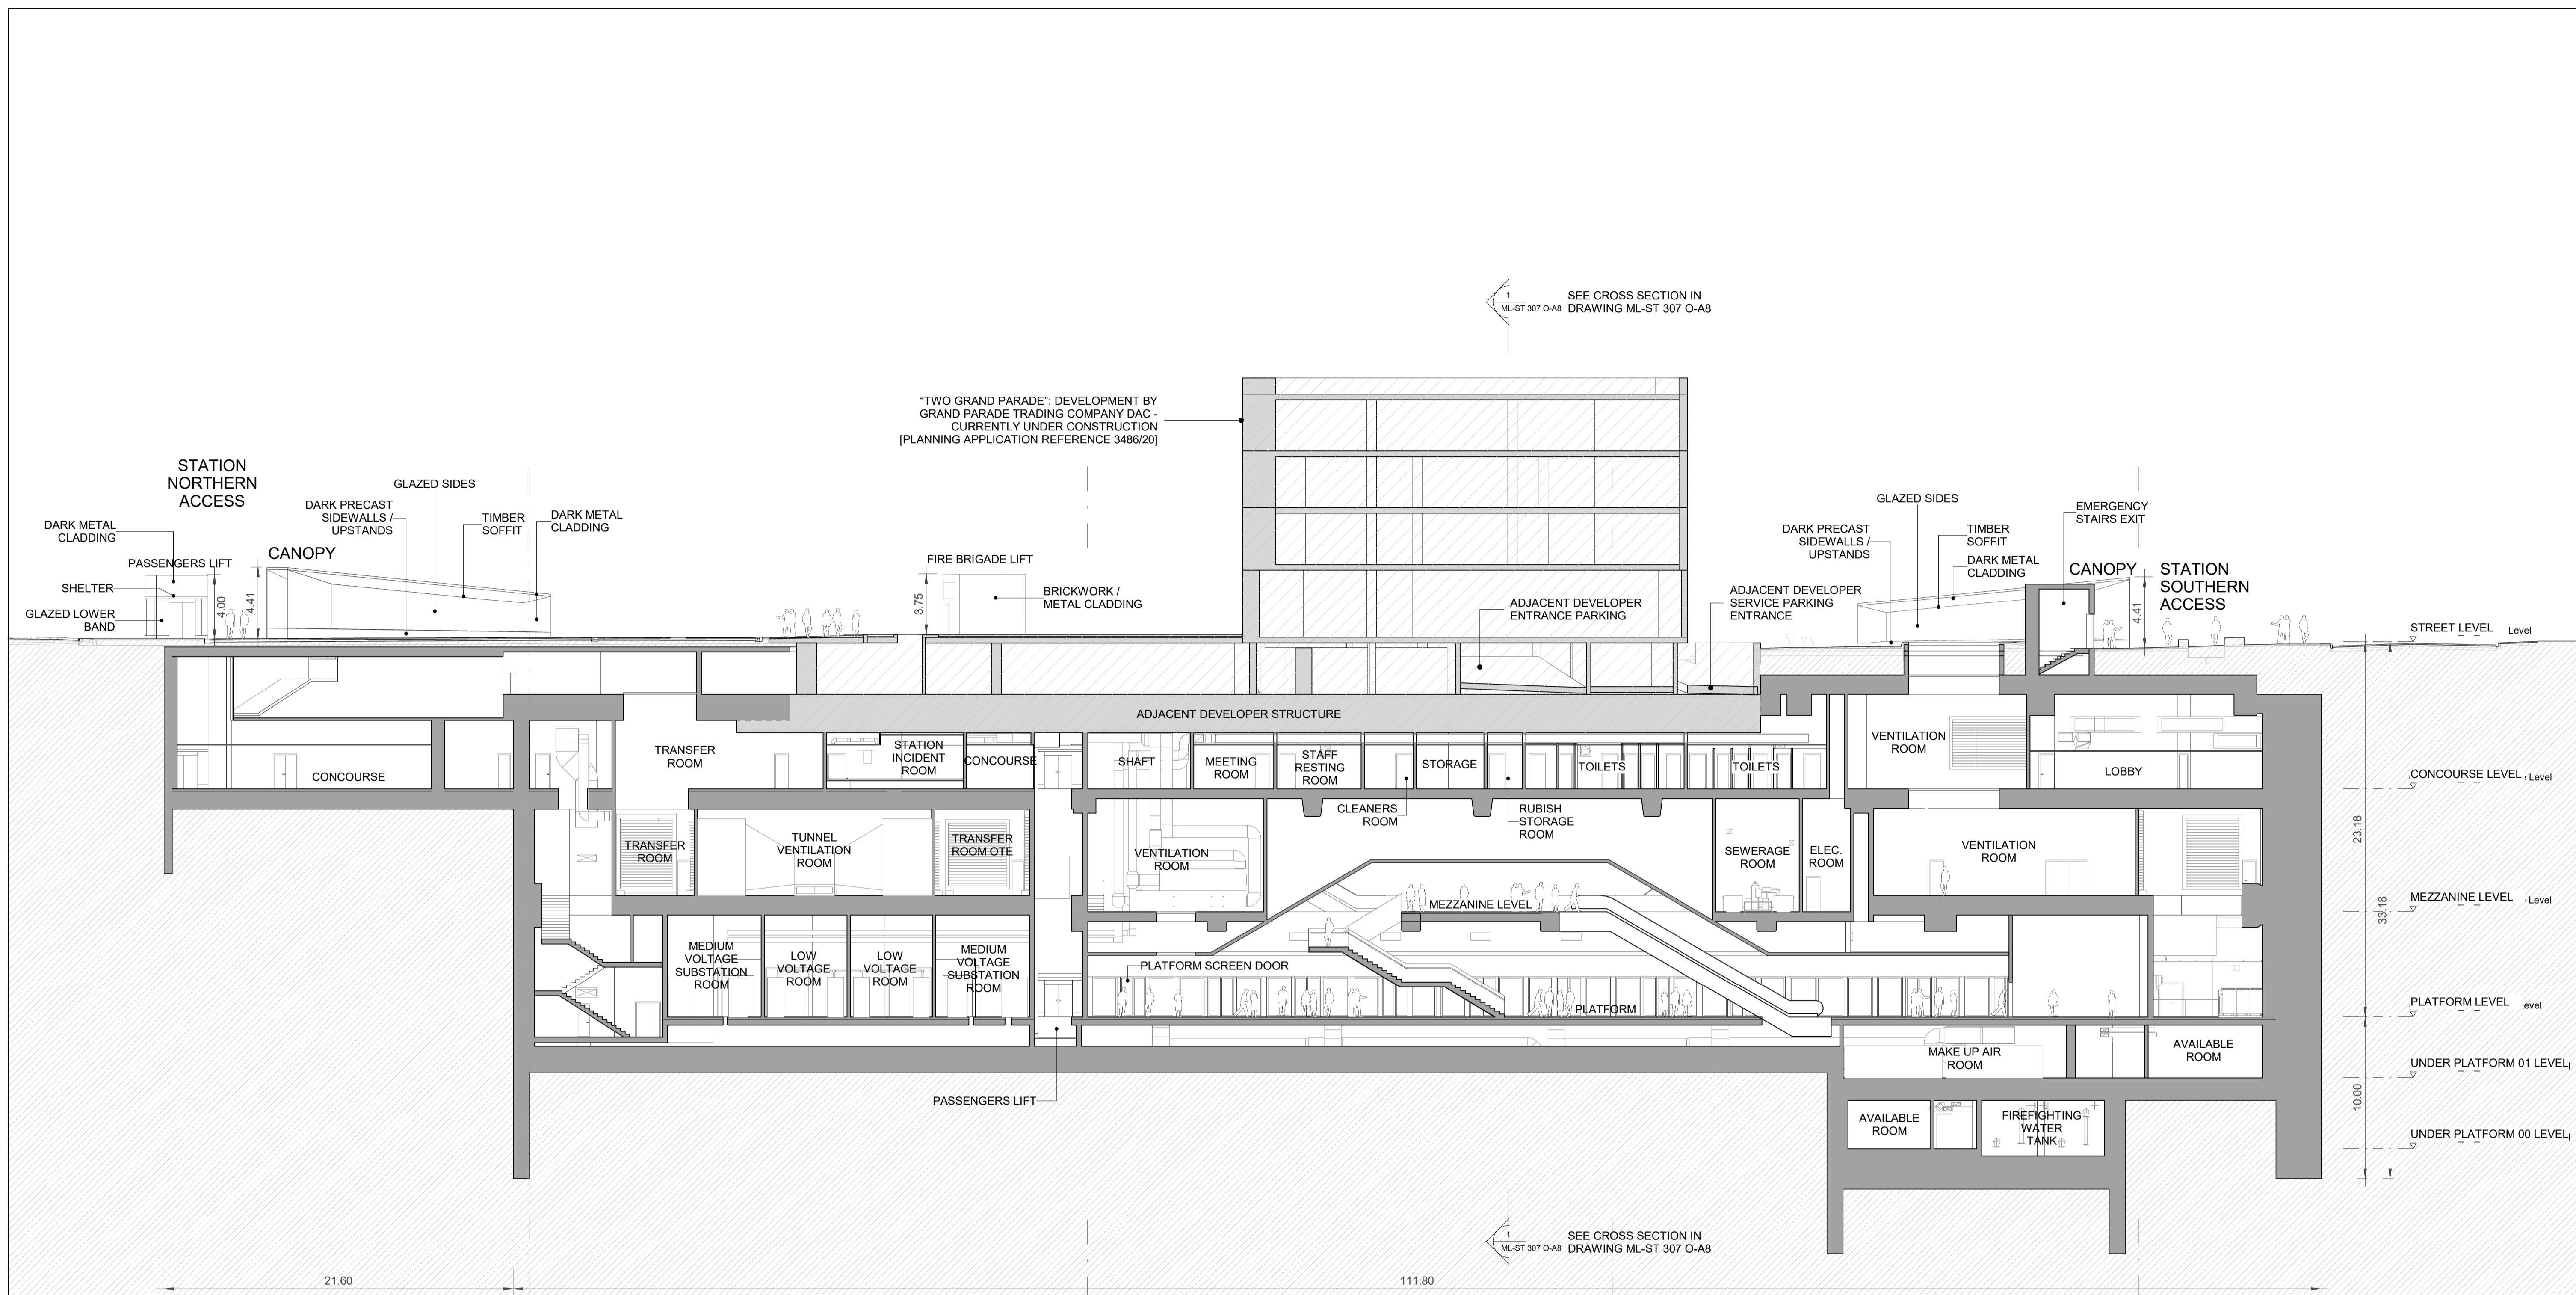 1
ML-ST 307 O-A8
SEE CROSS SECTION IN
DRAWING ML-ST 307 O-A8
“TWO GRAND PARADE”: DEVELOPMENT BY
GRAND PARADE TRADING COMPANY DAC -
CURRENTLY UNDER CONSTRUCTION
[PLANNING APPLICATION REFERENCE 3486/20]
STATION
NORTHERN
ACCESS
DARK METAL
CLADDING
PASSENGERS LIFT
SHELTER
GLAZED LOWER
BAND
4.00
4.41
CANOPY
DARK PRECAST
SIDEWALLS /
UPSTANDS
GLAZED SIDES
TIMBER
SOFFIT
DARK METAL
CLADDING
FIRE BRIGADE LIFT
3.75
BRICKWORK /
METAL CLADDING
ADJACENT DEVELOPER
ENTRANCE PARKING
ADJACENT DEVELOPER
SERVICE PARKING
ENTRANCE
DARK PRECAST
SIDEWALLS /
UPSTANDS
GLAZED SIDES
TIMBER
SOFFIT
DARK METAL
CLADDING
EMERGENCY
STAIRS EXIT
CANOPY
4.41
STATION
SOUTHERN
ACCESS
STREET LEVEL
Level
ADJACENT DEVELOPER STRUCTURE
CONCOURSE
TRANSFER
ROOM
STATION
INCIDENT
ROOM
CONCOURSE
SHAFT
MEETING
ROOM
STAFF
RESTING
ROOM
STORAGE
TOILETS
TOILETS
VENTILATION
ROOM
LOBBY
CONCOURSE LEVEL
Level
CLEANERS
ROOM
RUBISH
STORAGE
ROOM
TRANSFER
ROOM
TUNNEL
VENTILATION
ROOM
TRANSFER
ROOM OTE
VENTILATION
ROOM
SEWERAGE
ROOM
ELEC.
ROOM
VENTILATION
ROOM
23.18
33.18
MEZZANINE LEVEL
MEZZANINE LEVEL
Level
MEDIUM
VOLTAGE
SUBSTATION
ROOM
LOW
VOLTAGE
ROOM
LOW
VOLTAGE
ROOM
MEDIUM
VOLTAGE
SUBSTATION
ROOM
PLATFORM SCREEN DOOR
PLATFORM
PLATFORM LEVEL
Level
MAKE UP AIR
ROOM
AVAILABLE
ROOM
UNDER PLATFORM 01 LEVEL
PASSENGERS LIFT
10.00
AVAILABLE
ROOM
FIREFIGHTING
WATER
TANK
UNDER PLATFORM 00 LEVEL
1
ML-ST 307 O-A8
SEE CROSS SECTION IN
DRAWING ML-ST 307 O-A8
21.60
111.80